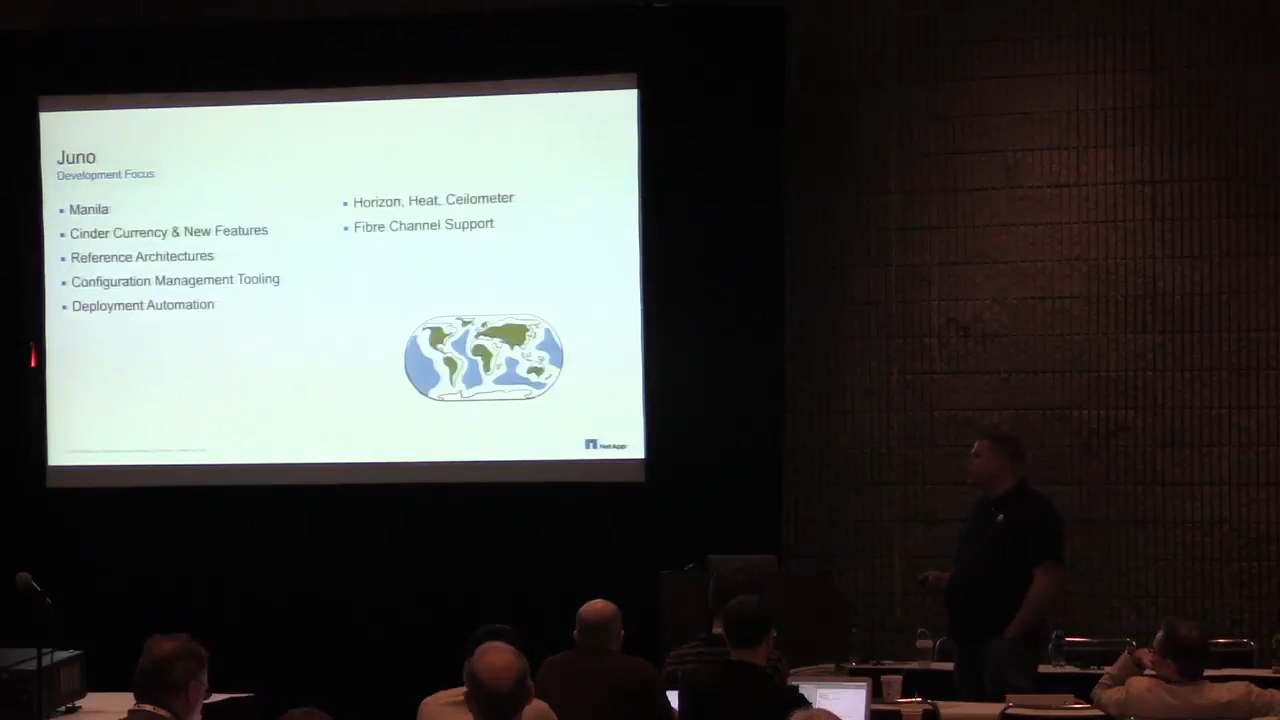 Juno
Development Focus
Manila
Cinder Currency & New Features
Reference Architectures
Configuration Management Tooling
Deployment Automation
Horizon, Heat, Ceilometer
Fibre Channel Support
NetApp